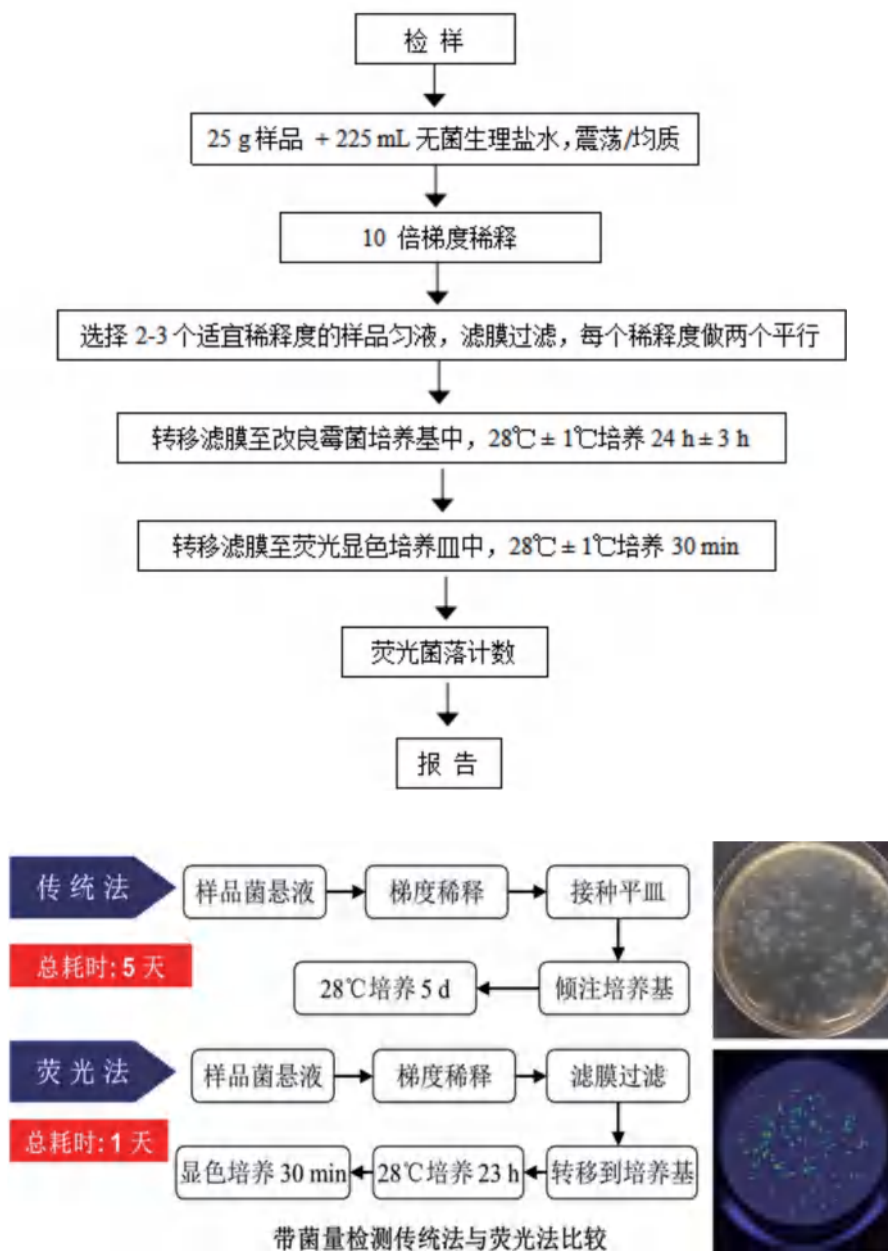 检 样
25 g 样品 + 225 mL 无菌生理盐水，震荡/均质
10 倍梯度稀释
选择 2-3 个适宜稀释度的样品匀液，滤膜过滤，每个稀释度做两个平行
转移滤膜至改良霉菌培养基中，28℃ ± 1℃培养 24 h ± 3 h
转移滤膜至荧光显色培养皿中，28℃ ± 1℃培养 30 min
荧光菌落计数
报 告
传 统 法
样品菌悬液
梯度稀释
接种平皿
总耗时: 5 天
28℃培养 5 d
倾注培养基
荧 光 法
样品菌悬液
梯度稀释
滤膜过滤
总耗时: 1 天
显色培养 30 min
28℃培养 23 h
转移到培养基
带菌量检测传统法与荧光法比较